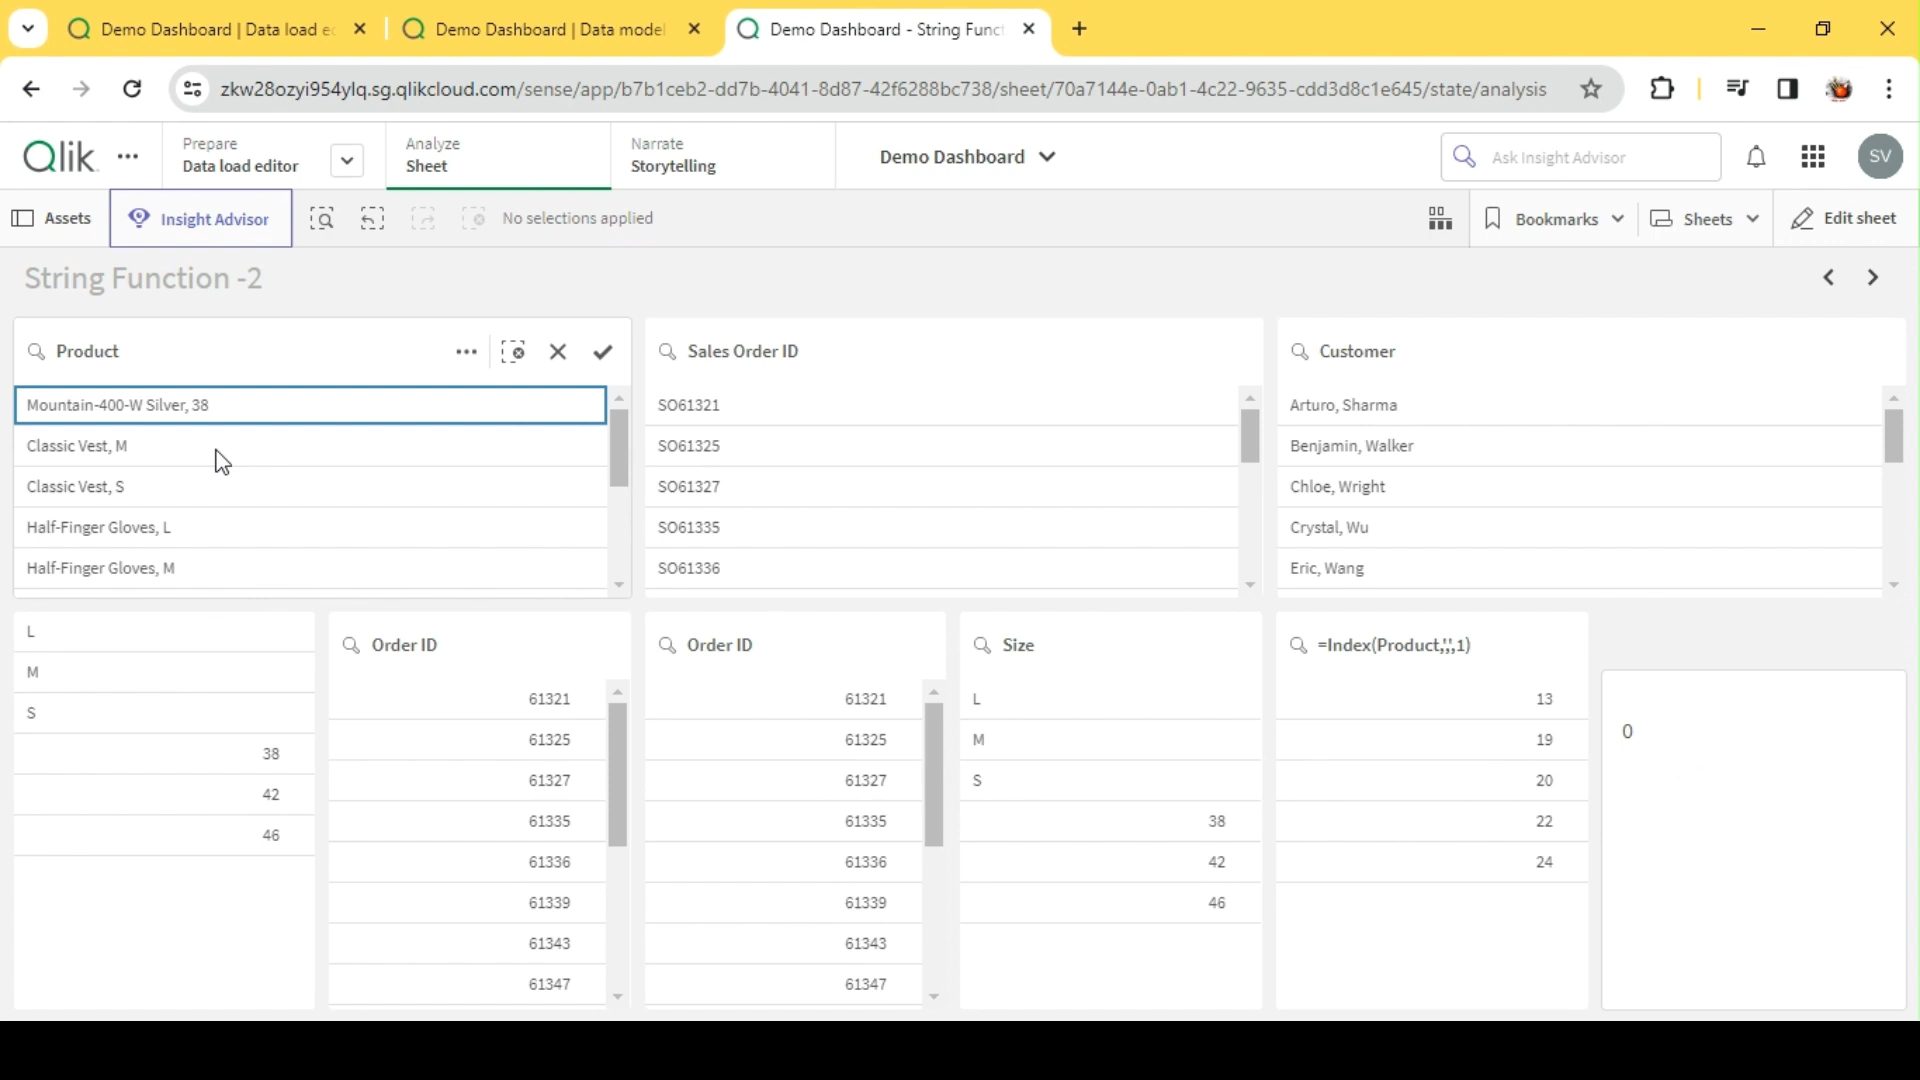 Demo Dashboard | Data load e
Demo Dashboard | Data model
Demo Dashboard - String Func
zkw28ozyi954ylq.sg.qlikcloud.com/sense/app/b7b1ceb2-dd7b-4041-8d87-42f6288bc738/sheet/70a7144e-0ab1-4c22-9635-cdd3d8c1e645/state/analysis
Qlik
Prepare
Data load editor
Analyze
Sheet
Narrate
Storytelling
Demo Dashboard
Ask Insight Advisor
SV
Assets
Insight Advisor
No selections applied
Bookmarks
Sheets
Edit sheet
String Function -2
Product
Mountain-400-W Silver, 38
Classic Vest, M
Classic Vest, S
Half-Finger Gloves, L
Half-Finger Gloves, M
Sales Order ID
SO61321
SO61325
SO61327
SO61335
SO61336
Customer
Arturo, Sharma
Benjamin, Walker
Chloe, Wright
Crystal, Wu
Eric, Wang
L
M
S
38
42
46
Order ID
61321
61325
61327
61335
61336
61339
61343
61347
Order ID
61321
61325
61327
61335
61336
61339
61343
61347
Size
L
M
S
38
42
46
=Index(Product,',',1)
13
19
20
22
24
0